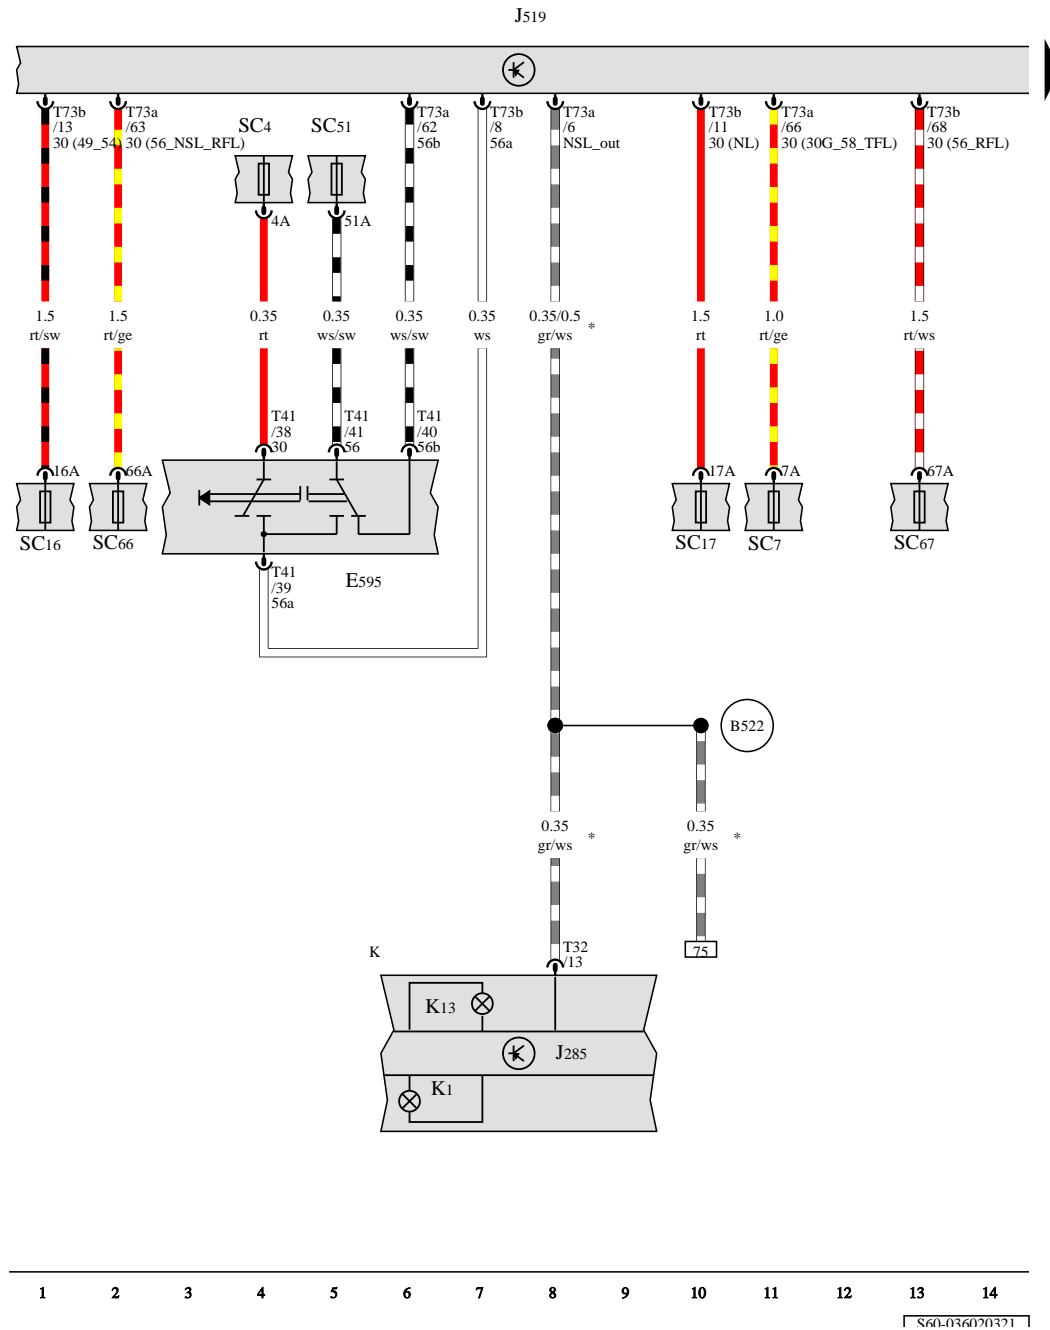 J519
T73b
/13
30 (49_54)
T73a
/63
30 (56_NSL_RFL)
SC4
SC51
T73a
/62
56b
T73b
/8
56a
T73a
/6
NSL_out
T73b
/11
30 (NL)
T73a
/66
30 (30G_58_TFL)
T73b
/68
30 (56_RFL)
4A
51A
1.5
rt/sw
1.5
rt/ge
0.35
rt
0.35
ws/sw
0.35
ws/sw
0.35
ws
0.35/0.5
gr/ws *
1.5
rt
1.0
rt/ge
1.5
rt/ws
T41
/38
30
T41
/41
56
T41
/40
56b
16A
66A
17A
7A
67A
SC16
SC66
SC17
SC7
SC67
E595
T41
/39
56a
B522
0.35
gr/ws *
0.35
gr/ws *
K
T32
/13
75
K13
J285
K1
1 2 3 4 5 6 7 8 9 10 11 12 13 14
S60-036020321